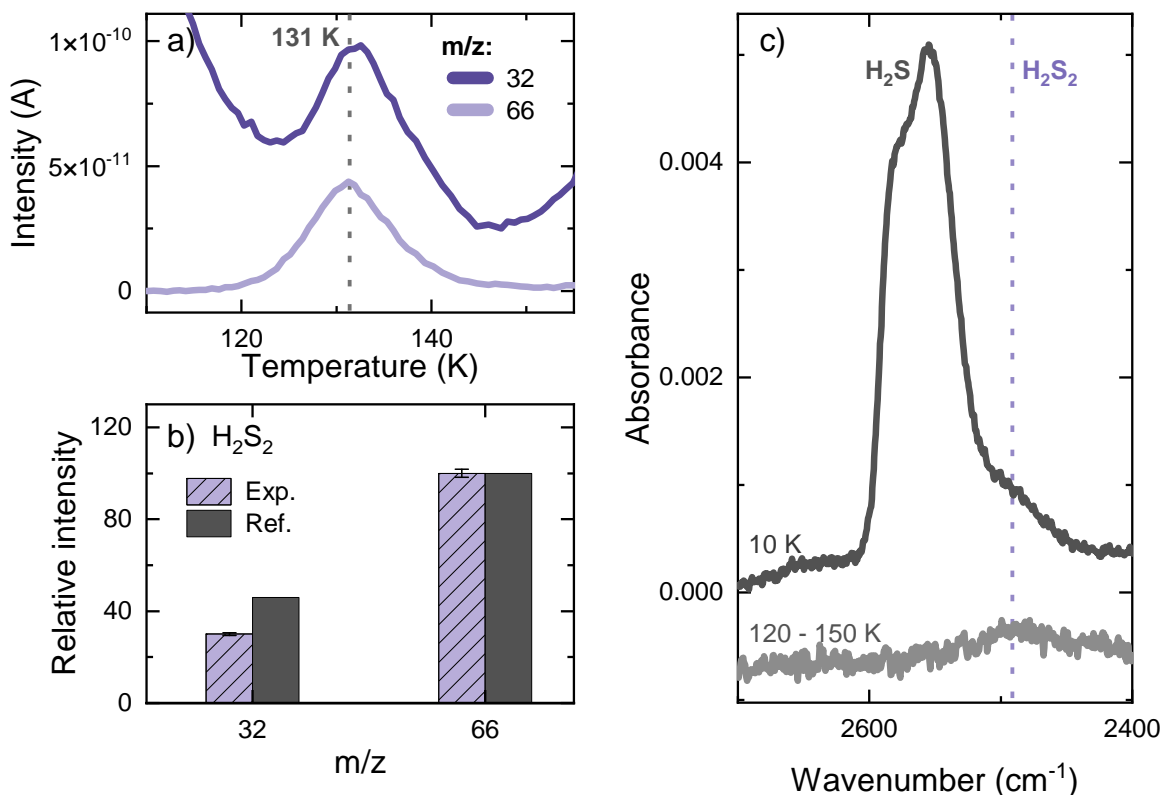 a)
131 K
m/z:
32
66
1×10⁻¹⁰
5×10⁻¹¹
0
Intensity (A)
120
140
Temperature (K)
b) H₂S₂
Exp.
Ref.
120
80
40
0
Relative intensity
32
66
m/z
c)
H₂S
H₂S₂
0.004
0.002
0.000
Absorbance
10 K
120 - 150 K
2600
2400
Wavenumber (cm⁻¹)